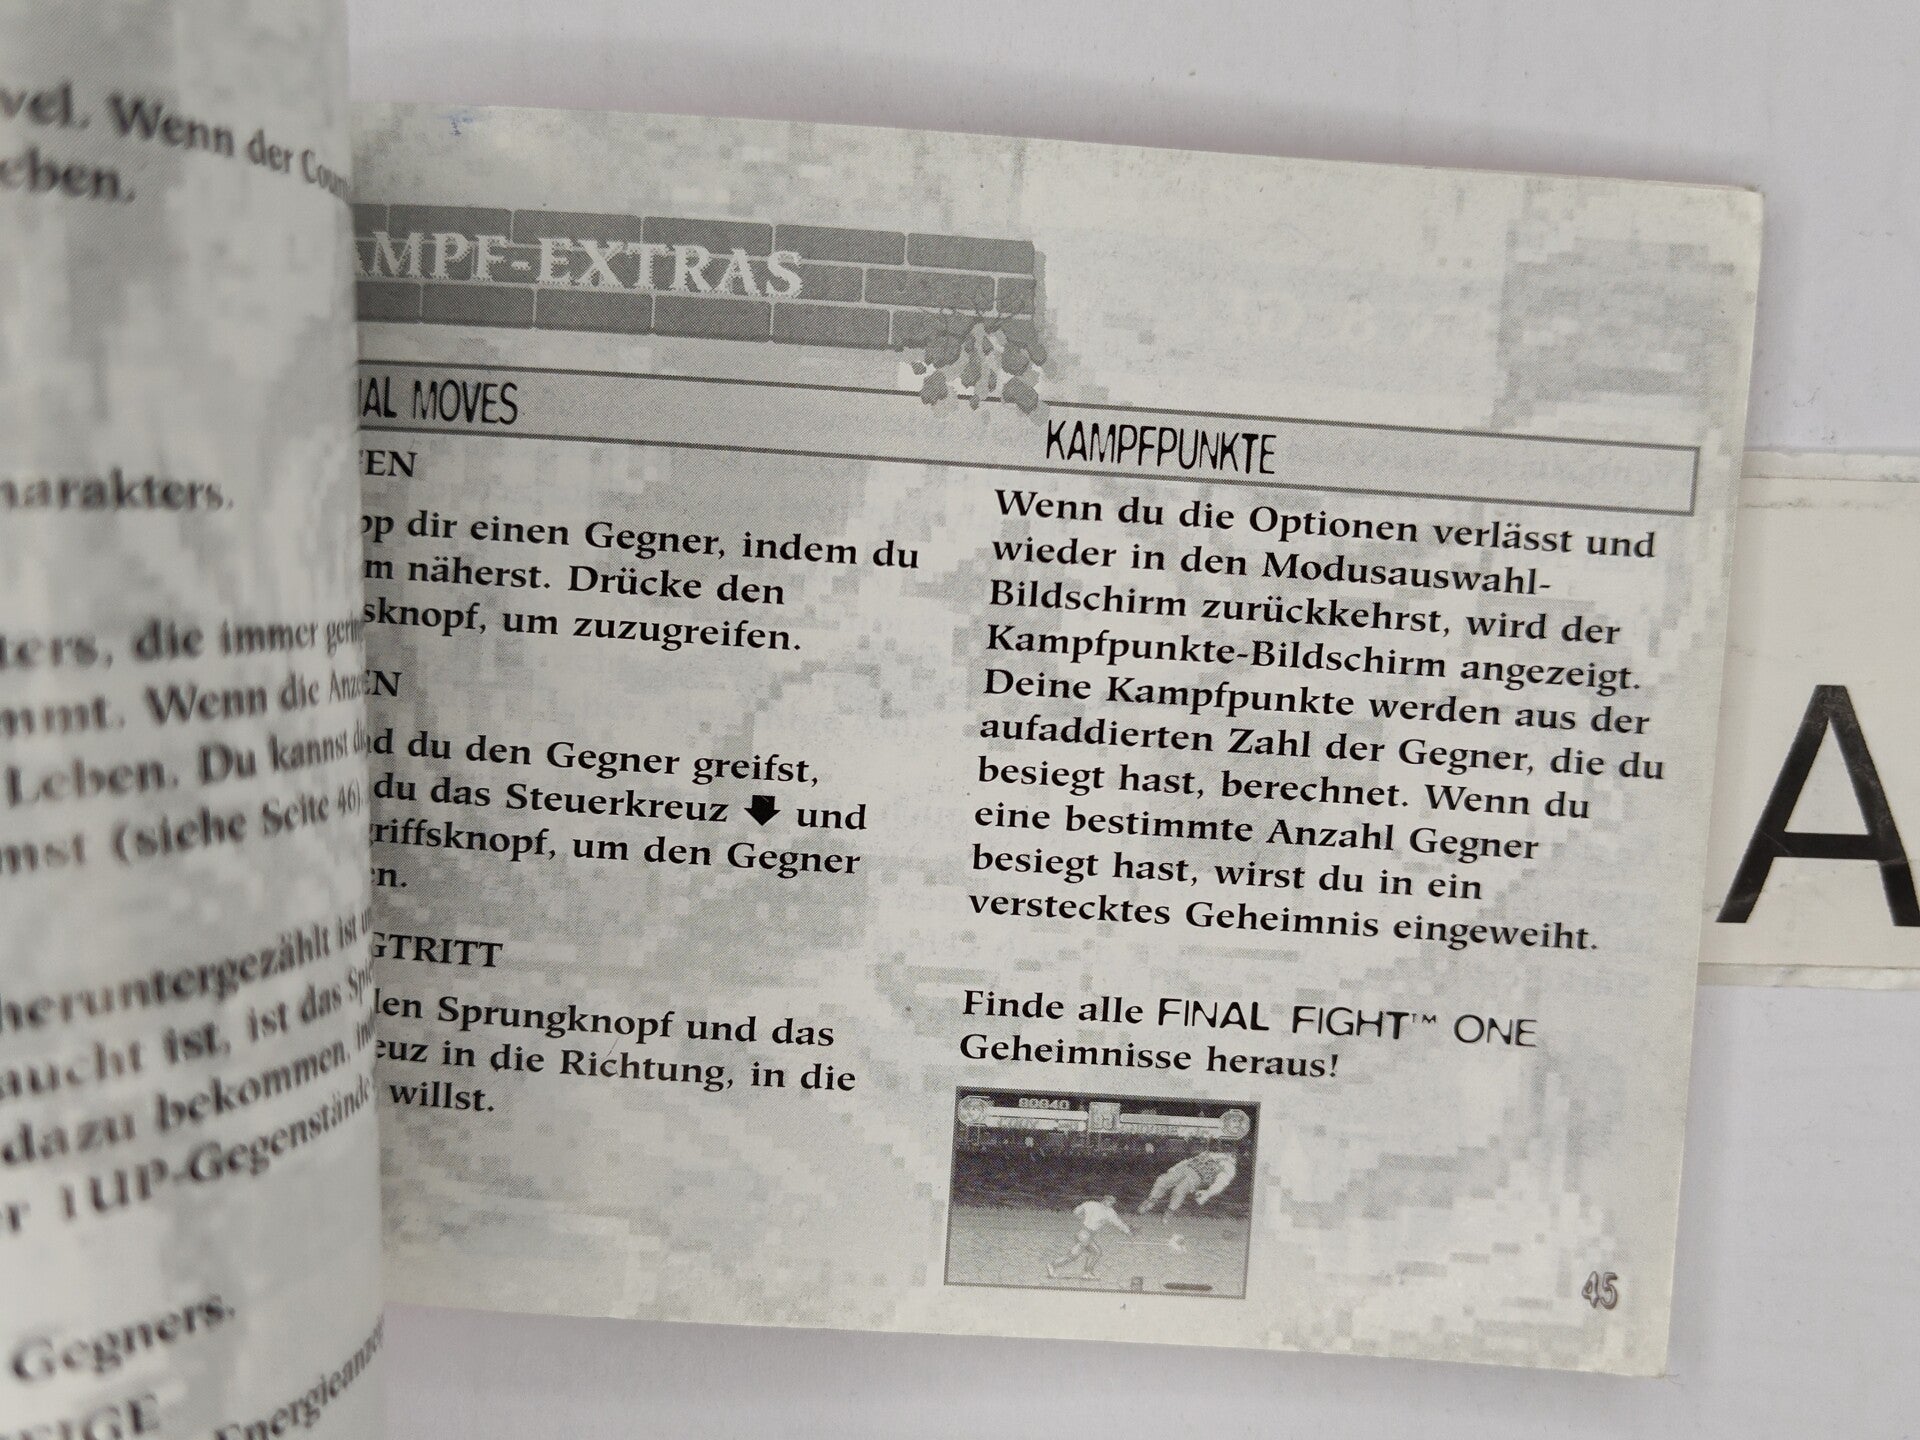 vel. Wenn der
eben.
harakters.
ters, die immer
mmt. Wenn die
Leben. Du kannst
mst (siehe Seite 46)
heruntergezählt ist
aucht ist, ist das
dazu bekommen,
r 1UP-Gegenstände
Gegners.
EIGE
AMPF-EXTRAS
IAL MOVES
EN
pp dir einen Gegner, indem du
m näherst. Drücke den
sknopf, um zuzugreifen.
EN
d du den Gegner greifst,
du das Steuerkreuz ⬇ und
griffsknopf, um den Gegner
en.
GTRITT
den Sprungknopf und das
euz in die Richtung, in die
willst.
KAMPFPUNKTE
Wenn du die Optionen verlässt und
wieder in den Modusauswahl-
Bildschirm zurückkehrst, wird der
Kampfpunkte-Bildschirm angezeigt.
Deine Kampfpunkte werden aus der
aufaddierten Zahl der Gegner, die du
besiegt hast, berechnet. Wenn du
eine bestimmte Anzahl Gegner
besiegt hast, wirst du in ein
verstecktes Geheimnis eingeweiht.
Finde alle FINAL FIGHT™ ONE
Geheimnisse heraus!
CODY
45
A